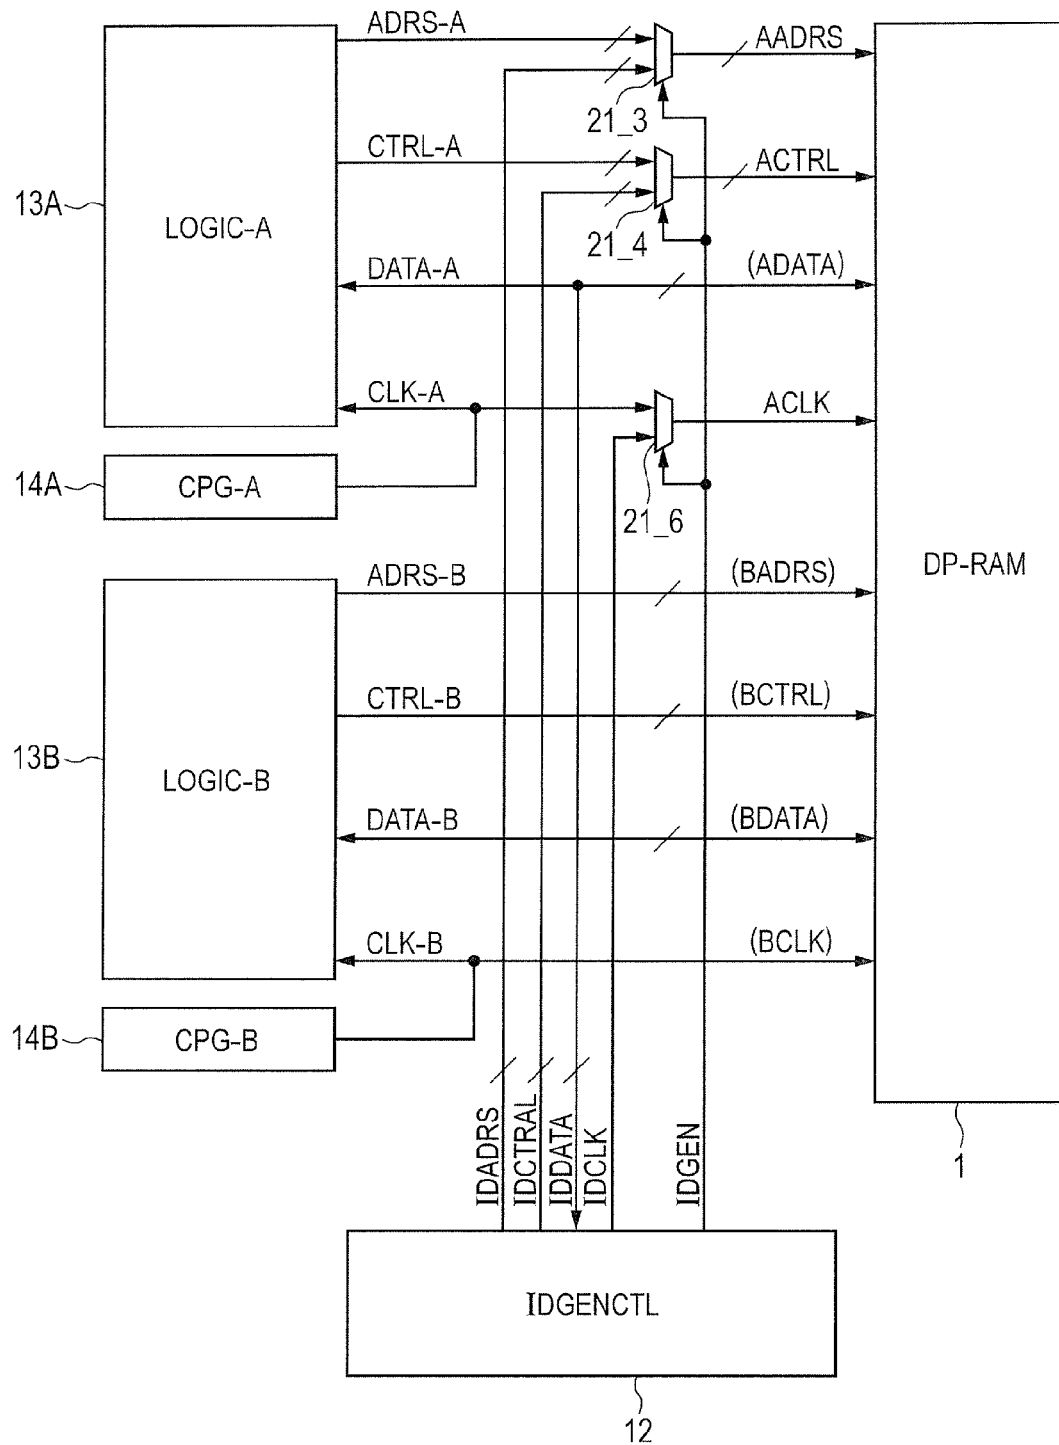 ADRS-A
AADRS
21_3
CTRL-A
ACTRL
13A
LOGIC-A
21_4
DATA-A
(ADATA)
CLK-A
ACLK
14A
CPG-A
21_6
ADRS-B
(BADRS)
DP-RAM
CTRL-B
(BCTRL)
13B
LOGIC-B
DATA-B
(BDATA)
CLK-B
(BCLK)
14B
CPG-B
IDADRS
IDCTRAL
IDDATA
IDCLK
IDGEN
1
IDGENCTL
12